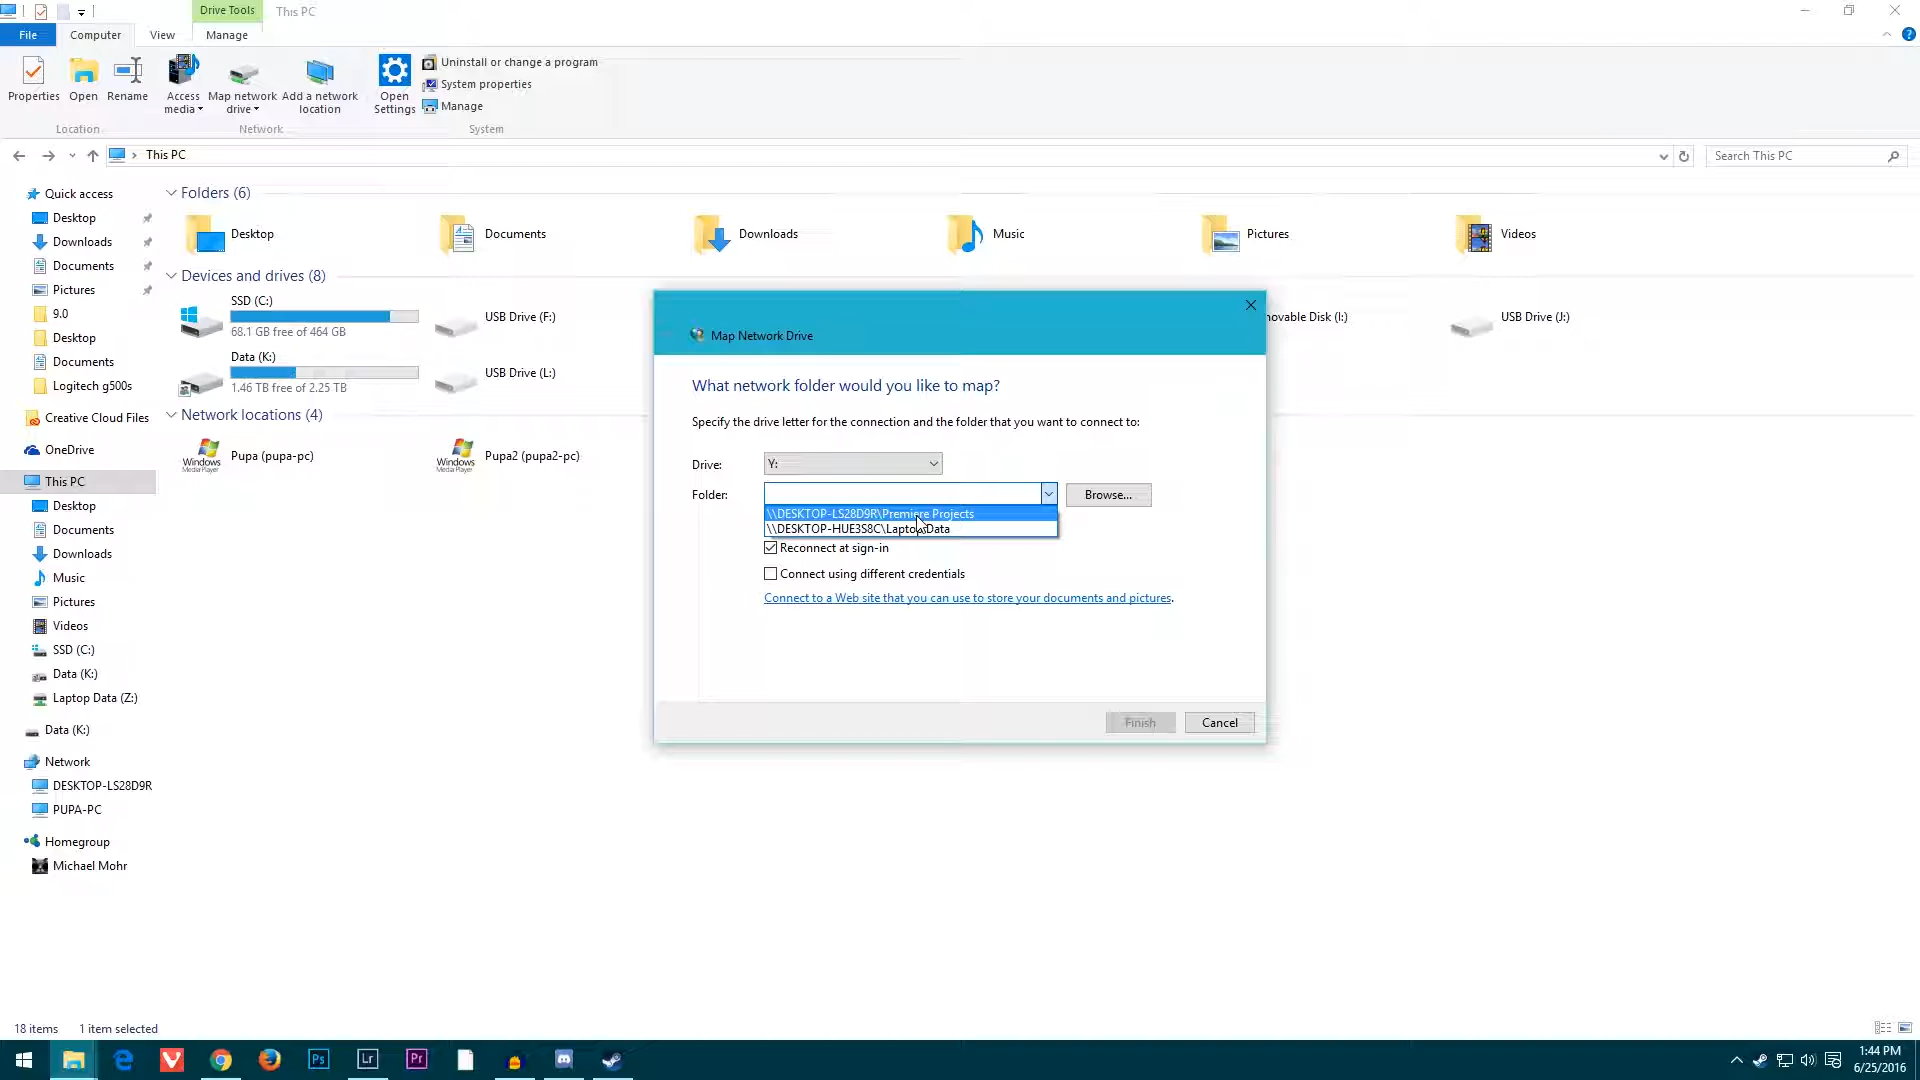 Drive Tools
This PC
File
Computer
View
Manage
Properties
Open
Rename
Access media
Map network drive
Add a network location
Open Settings
Uninstall or change a program
System properties
Manage
Location
Network
System
This PC
Search This PC
Quick access
Desktop
Downloads
Documents
Pictures
9.0
Desktop
Documents
Logitech g500s
Creative Cloud Files
OneDrive
This PC
Desktop
Documents
Downloads
Music
Pictures
Videos
SSD (C:)
Data (K:)
Laptop Data (Z:)
Data (K:)
Network
DESKTOP-LS28D9R
PUPA-PC
Homegroup
Michael Mohr
Folders (6)
Desktop
Documents
Downloads
Music
Pictures
Videos
Devices and drives (8)
SSD (C:)
68.1 GB free of 464 GB
USB Drive (F:)
movable Disk (I:)
USB Drive (J:)
Data (K:)
1.46 TB free of 2.25 TB
USB Drive (L:)
Network locations (4)
Windows
Media Player
Pupa (pupa-pc)
Windows
Media Player
Pupa2 (pupa2-pc)
Map Network Drive
What network folder would you like to map?
Specify the drive letter for the connection and the folder that you want to connect to:
Drive:
Y:
Folder:
Browse...
\\DESKTOP-LS28D9R\Premiere Projects
\\DESKTOP-HUE3S8C\Laptop Data
Reconnect at sign-in
Connect using different credentials
Connect to a Web site that you can use to store your documents and pictures.
Finish
Cancel
18 items
1 item selected
Ps
Lr
Pr
1:44 PM
6/25/2016